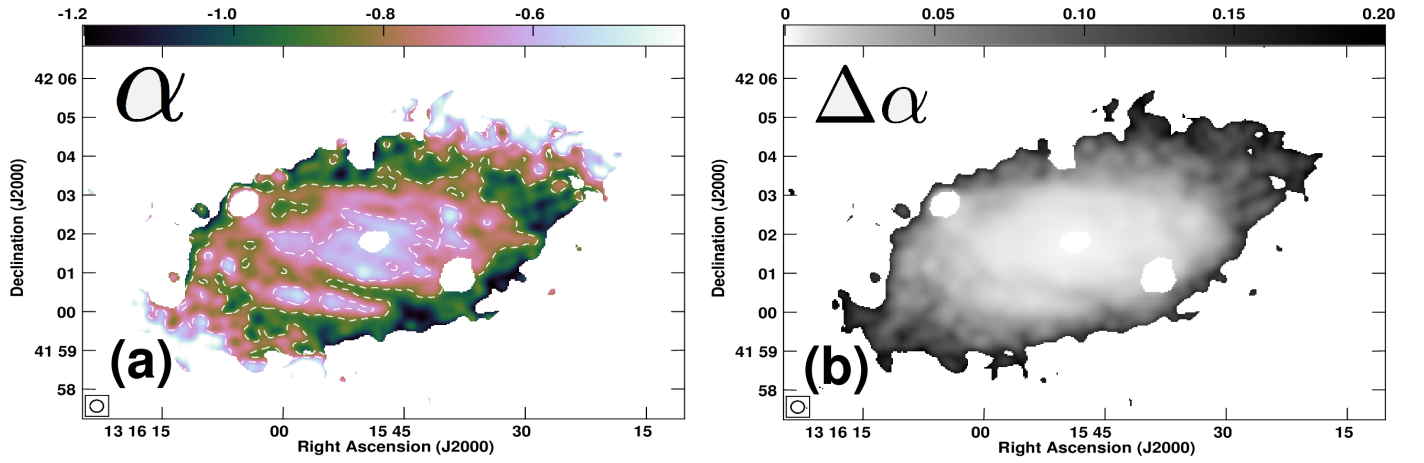 -1.2 -1.0 -0.8 -0.6
α
42 06
05
04
03
02
01
00
41 59
58
Declination (J2000)
(a)
13 16 15 00 15 45 30 15
Right Ascension (J2000)
0 0.05 0.10 0.15 0.20
Δα
42 06
05
04
03
02
01
00
41 59
58
Declination (J2000)
(b)
13 16 15 00 15 45 30 15
Right Ascension (J2000)